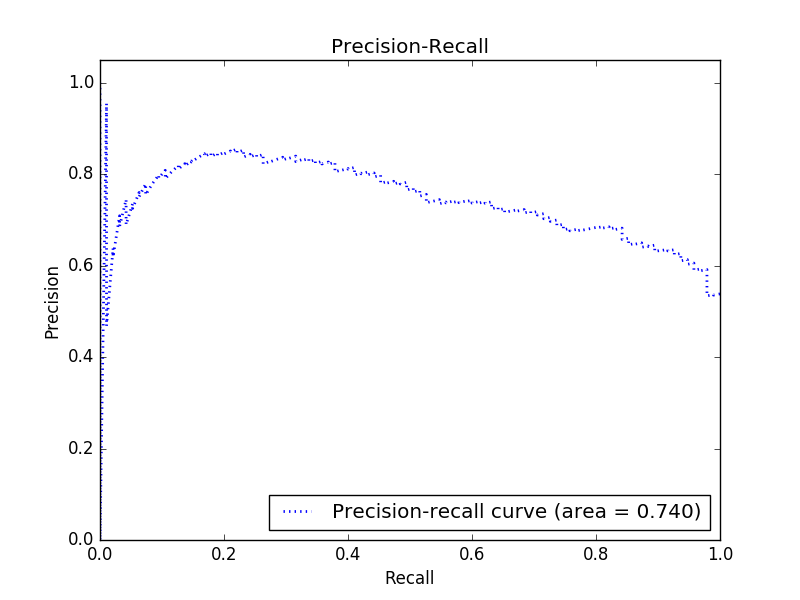 Precision-Recall
1.0
0.8
0.6
0.4
0.2
0.0
Precision
0.0 0.2 0.4 0.6 0.8 1.0
Recall
Precision-recall curve (area = 0.740)